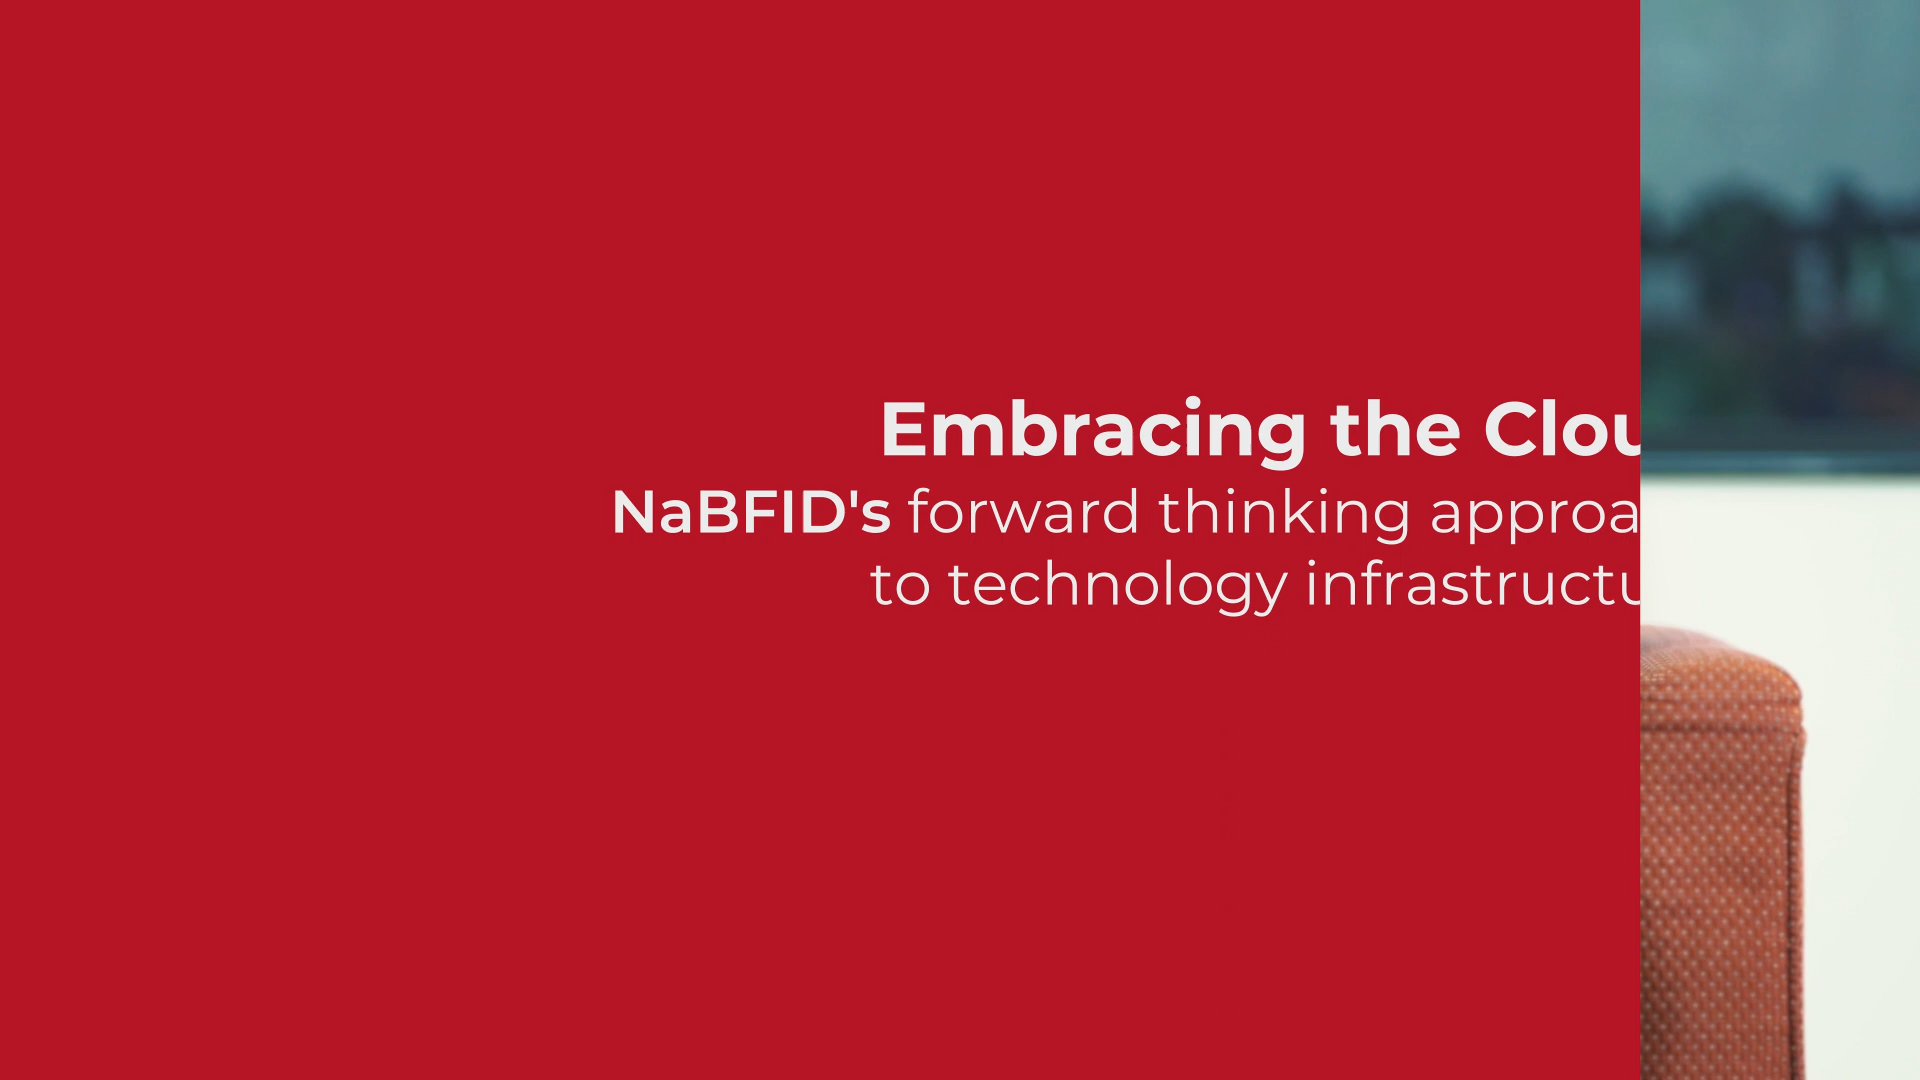 Embracing the Clou
NaBFID's forward thinking approa
to technology infrastructu